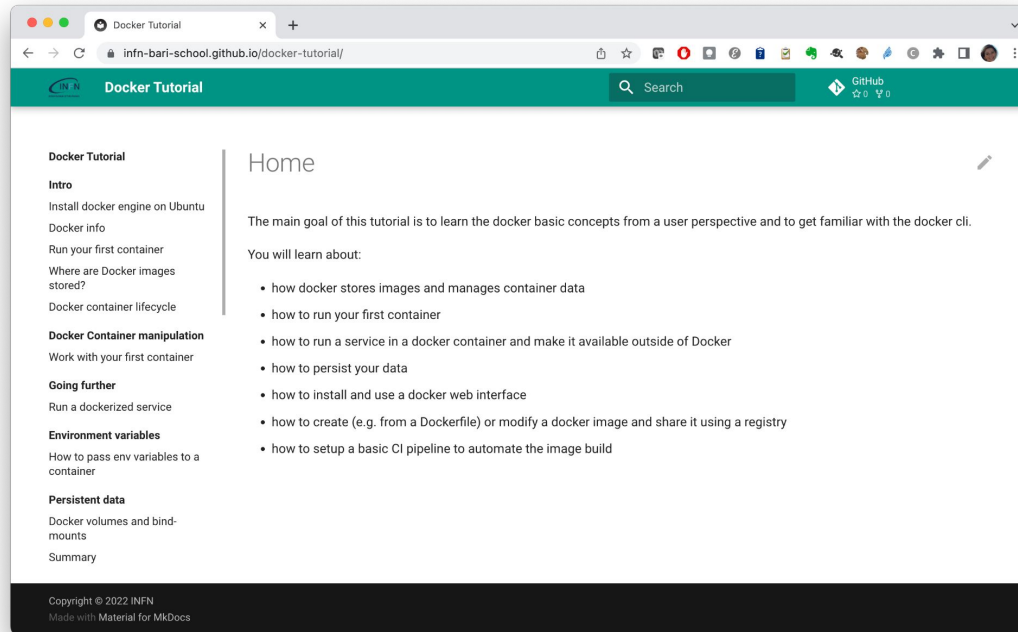 Docker Tutorial
infn-bari-school.github.io/docker-tutorial/
INFN
Docker Tutorial
Search
GitHub
0 0
Docker Tutorial
Intro
Install docker engine on Ubuntu
Docker info
Run your first container
Where are Docker images
stored?
Docker container lifecycle
Docker Container manipulation
Work with your first container
Going further
Run a dockerized service
Environment variables
How to pass env variables to a
container
Persistent data
Docker volumes and bind-
mounts
Summary
Home
The main goal of this tutorial is to learn the docker basic concepts from a user perspective and to get familiar with the docker cli.
You will learn about:
• how docker stores images and manages container data
• how to run your first container
• how to run a service in a docker container and make it available outside of Docker
• how to persist your data
• how to install and use a docker web interface
• how to create (e.g. from a Dockerfile) or modify a docker image and share it using a registry
• how to setup a basic CI pipeline to automate the image build
Copyright © 2022 INFN
Made with Material for MkDocs